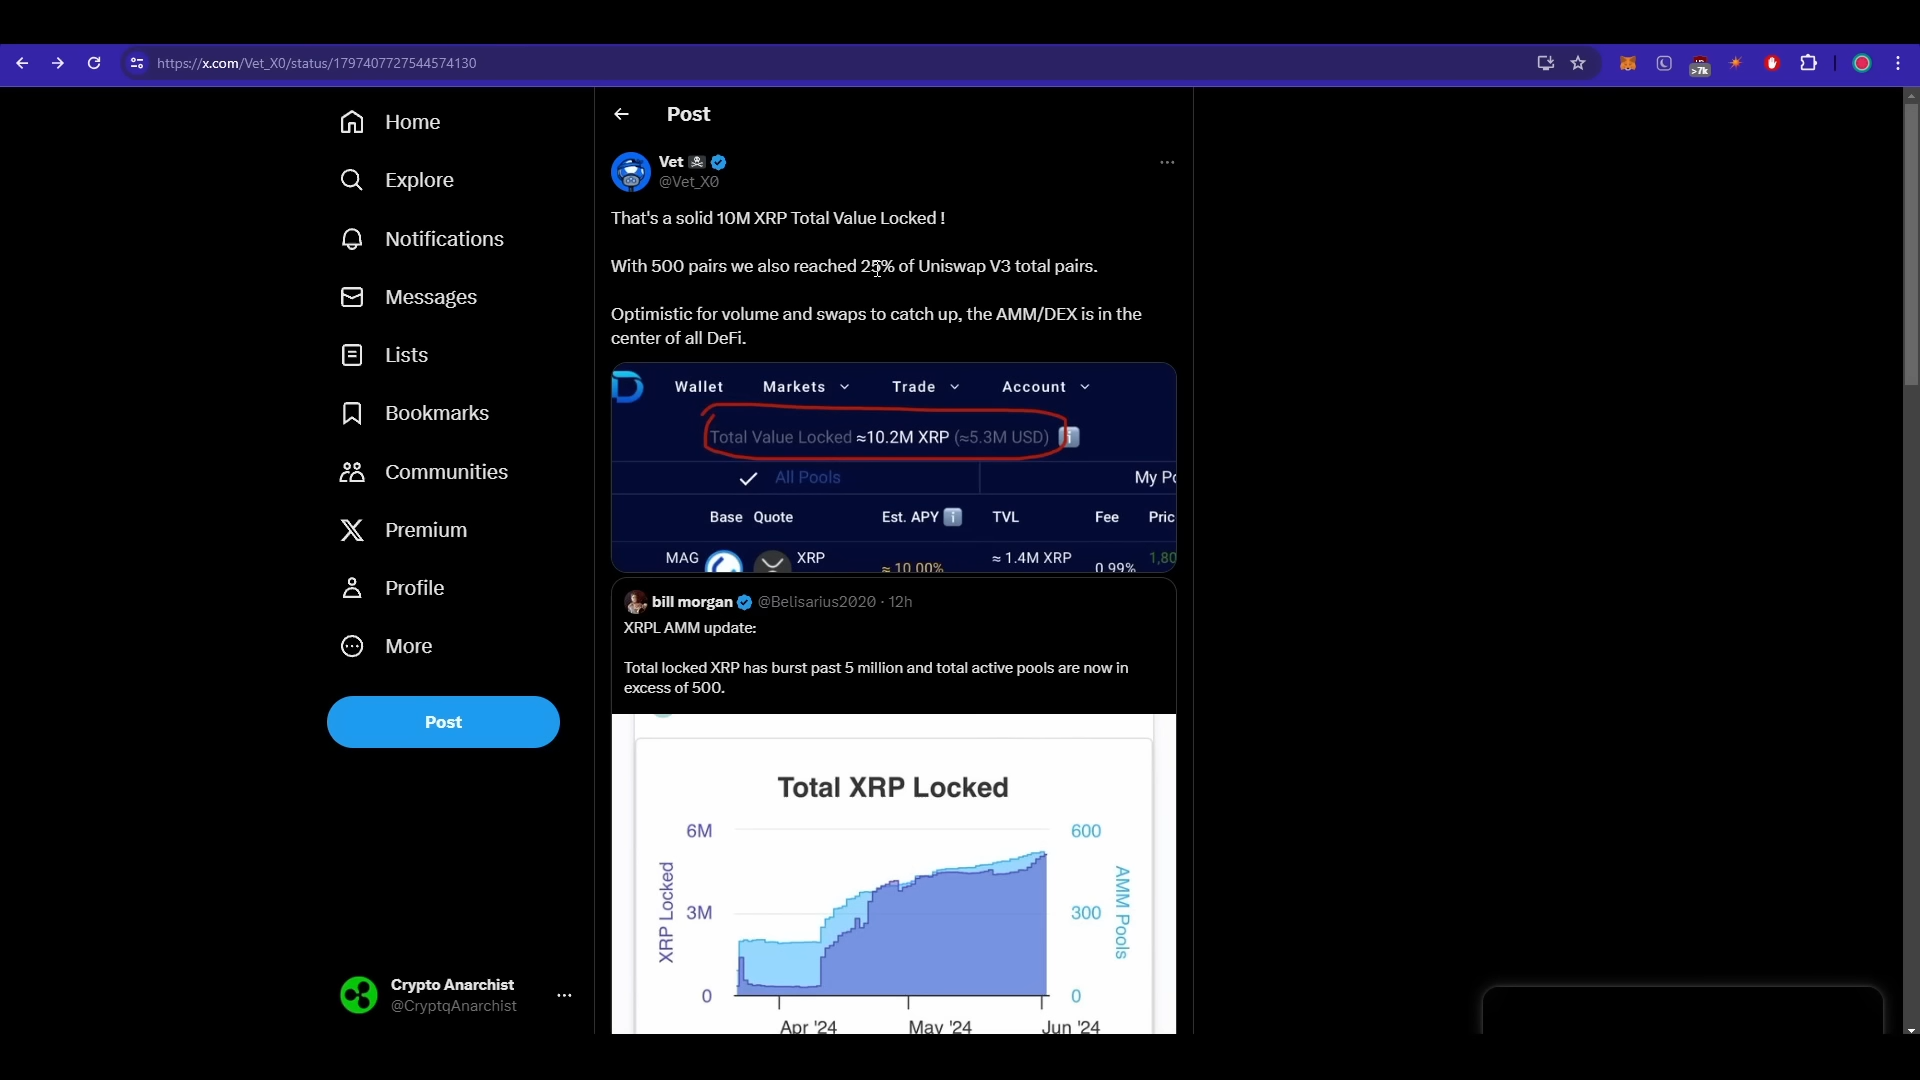 https://x.com/Vet_X0/status/1797407727544574130
>7k
Home
Explore
Notifications
Messages
Lists
Bookmarks
Communities
Premium
Profile
More
Post
Crypto Anarchist
@CryptqAnarchist
Post
Vet
@Vet_X0
That's a solid 10M XRP Total Value Locked !
With 500 pairs we also reached 25% of Uniswap V3 total pairs.
Optimistic for volume and swaps to catch up, the AMM/DEX is in the
center of all DeFi.
Wallet Markets Trade Account
Total Value Locked ≈10.2M XRP (≈5.3M USD)
All Pools My Po
Base Quote Est. APY TVL Fee Pric
MAG XRP ≈ 10.00% ≈ 1.4M XRP 0.99% 1,80
bill morgan @Belisarius2020 · 12h
XRPL AMM update:
Total locked XRP has burst past 5 million and total active pools are now in
excess of 500.
Total XRP Locked
6M 600
XRP Locked
3M 300
AMM Pools
0 0
Apr '24 May '24 Jun '24